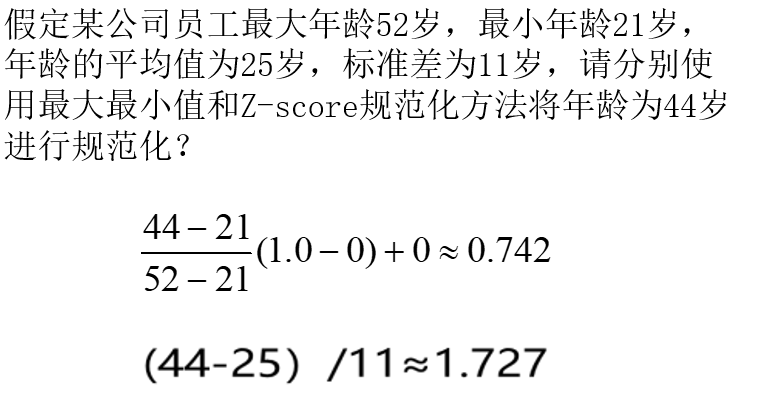 假定某公司员工最大年龄52岁，最小年龄21岁，
年龄的平均值为25岁，标准差为11岁，请分别使
用最大最小值和Z-score规范化方法将年龄为44岁
进行规范化？
44 − 21
52 − 21
(1.0 − 0) + 0 ≈ 0.742
(44-25） /11≈1.727